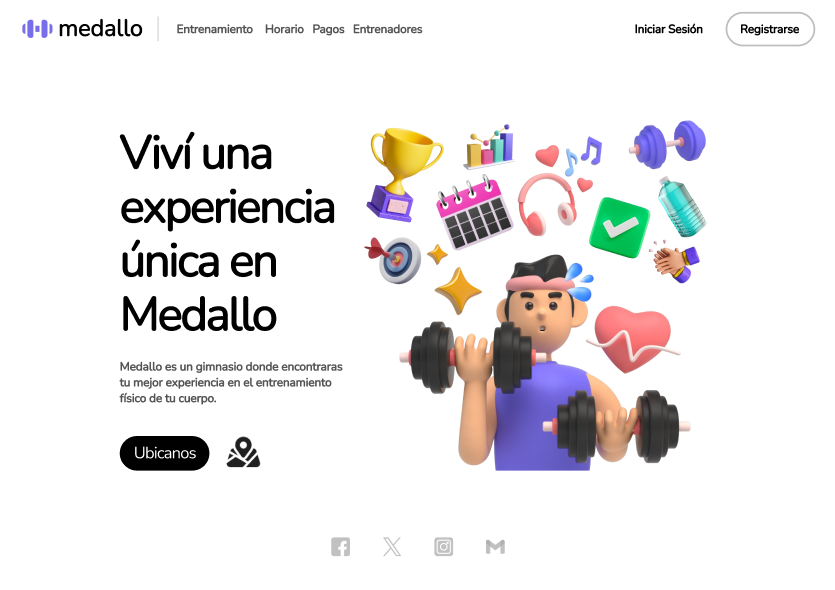 medallo
Entrenamiento Horario Pagos Entrenadores
Iniciar Sesión
Registrarse
Viví una
experiencia
única en
Medallo
Medallo es un gimnasio donde encontraras
tu mejor experiencia en el entrenamiento
físico de tu cuerpo.
Ubicanos